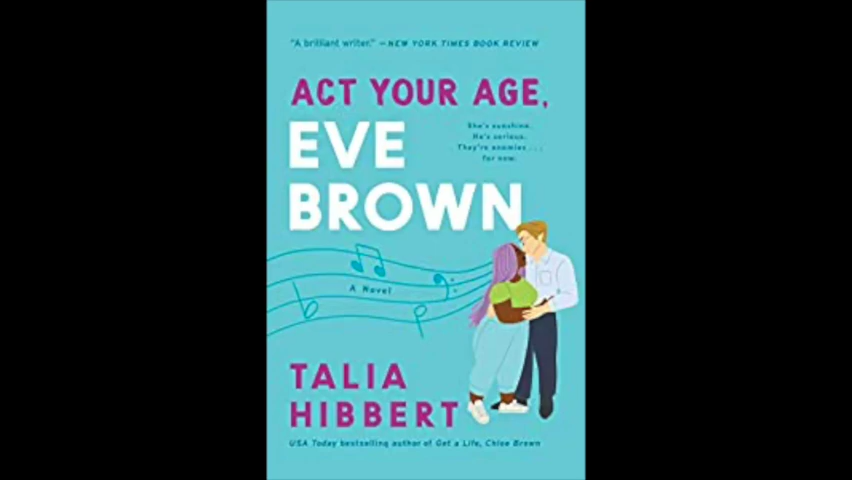 "A brilliant writer." —NEW YORK TIMES BOOK REVIEW
ACT YOUR AGE,
EVE
BROWN
She's sunshine.
He's serious.
They're enemies . . .
for now.
A Novel
TALIA
HIBBERT
USA Today bestselling author of Get a Life, Chloe Brown